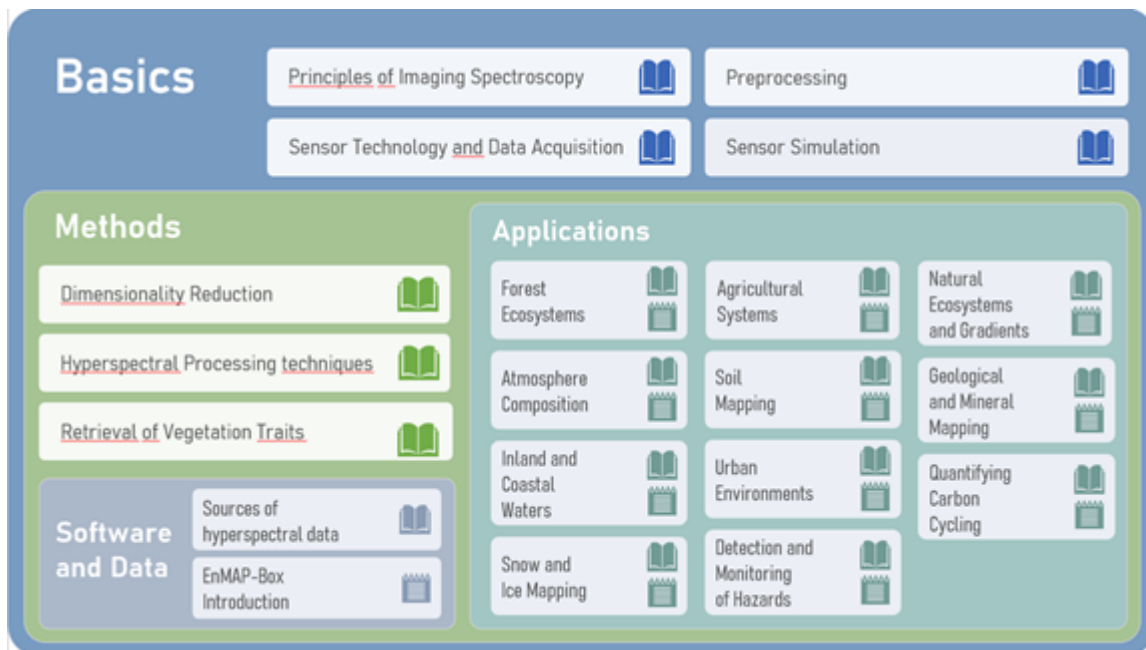 Basics
Principles of Imaging Spectroscopy
Preprocessing
Sensor Technology and Data Acquisition
Sensor Simulation
Methods
Dimensionality Reduction
Hyperspectral Processing techniques
Retrieval of Vegetation Traits
Software
and Data
Sources of
hyperspectral data
EnMAP-Box
Introduction
Applications
Forest
Ecosystems
Agricultural
Systems
Natural
Ecosystems
and Gradients
Atmosphere
Composition
Soil
Mapping
Geological
and Mineral
Mapping
Inland and
Coastal
Waters
Urban
Environments
Quantifying
Carbon
Cycling
Snow and
Ice Mapping
Detection and
Monitoring
of Hazards